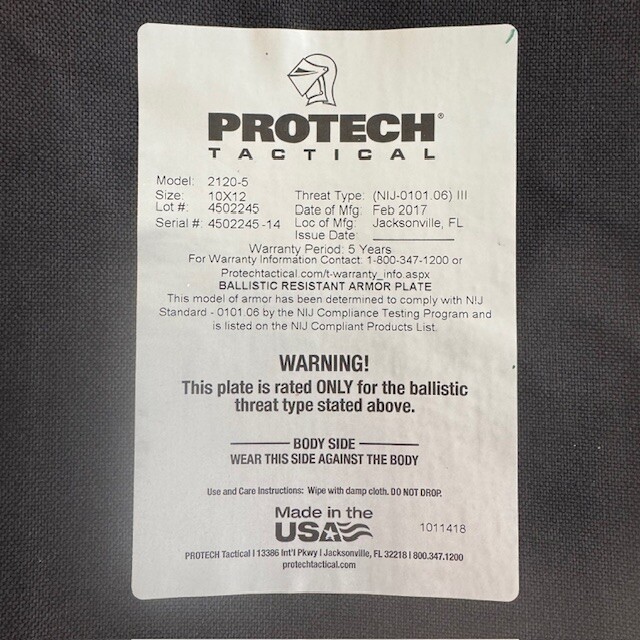 PROTECH®
TACTICAL
Model: 2120-5
Size: 10X12 Threat Type: (NIJ-0101.06) III
Lot #: 4502245 Date of Mfg: Feb 2017
Serial #: 4502245-14 Loc of Mfg: Jacksonville, FL
Issue Date:
Warranty Period: 5 Years
For Warranty Information Contact: 1-800-347-1200 or
Protechtactical.com/t-warranty_info.aspx
BALLISTIC RESISTANT ARMOR PLATE
This model of armor has been determined to comply with NIJ
Standard - 0101.06 by the NIJ Compliance Testing Program and
is listed on the NIJ Compliant Products List.
WARNING!
This plate is rated ONLY for the ballistic
threat type stated above.
BODY SIDE
WEAR THIS SIDE AGAINST THE BODY
Use and Care Instructions: Wipe with damp cloth. DO NOT DROP.
Made in the
USA
1011418
PROTECH Tactical | 13386 Int'l Pkwy | Jacksonville, FL 32218 | 800.347.1200
protechtactical.com